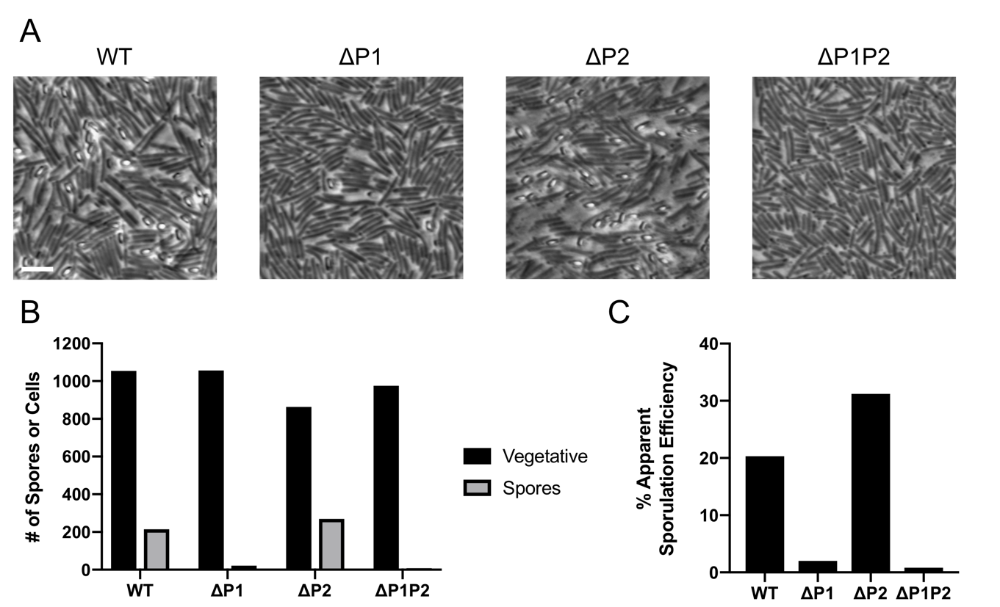 A
WT
ΔP1
ΔP2
ΔP1P2
B
# of Spores or Cells
1200
1000
800
600
400
200
0
WT
ΔP1
ΔP2
ΔP1P2
Vegetative
Spores
C
% Apparent
Sporulation Efficiency
40
30
20
10
0
WT
ΔP1
ΔP2
ΔP1P2